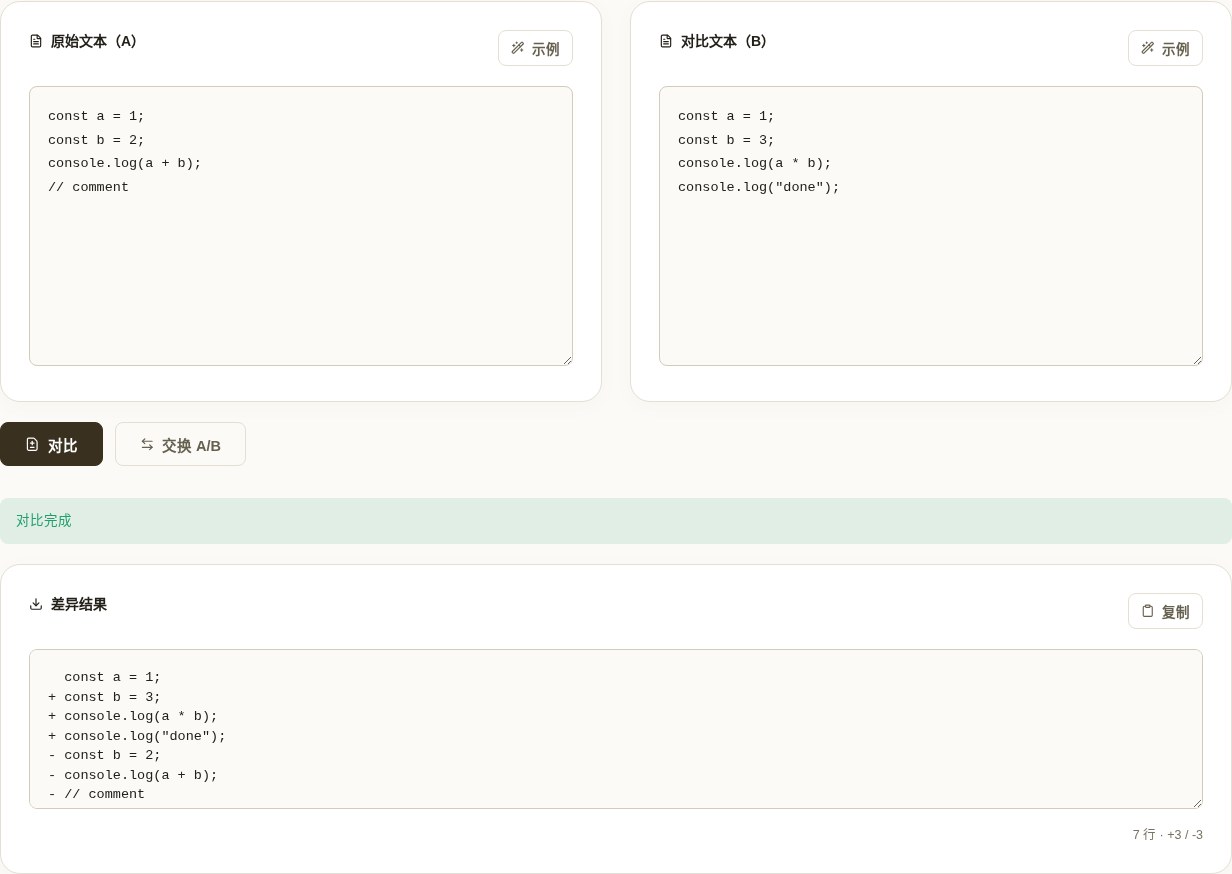 原始文本（A）
示例
const a = 1;
const b = 2;
console.log(a + b);
// comment
对比文本（B）
示例
const a = 1;
const b = 3;
console.log(a * b);
console.log("done");
对比
交换 A/B
对比完成
差异结果
复制
  const a = 1;
+ const b = 3;
+ console.log(a * b);
+ console.log("done");
- const b = 2;
- console.log(a + b);
- // comment
7 行 · +3 / -3